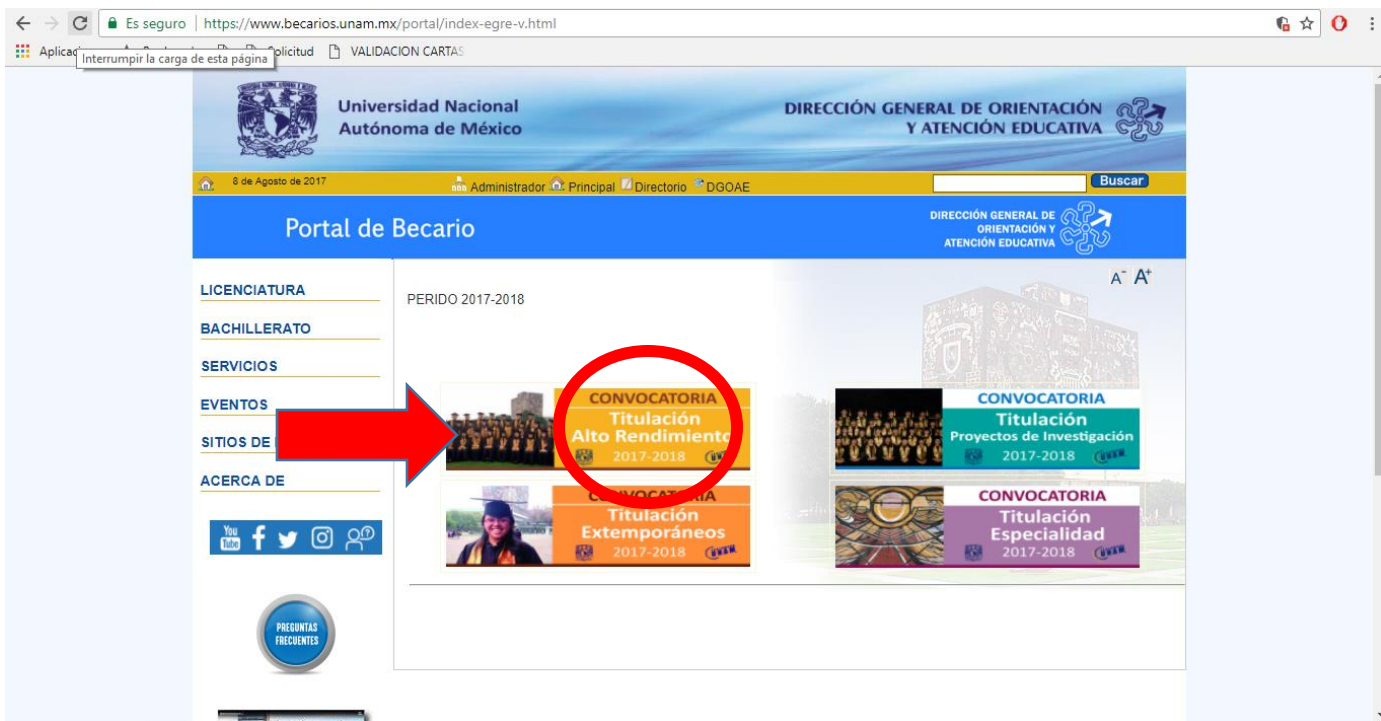 Es seguro | https://www.becarios.unam.mx/portal/index-egre-v.html
Solicitud VALIDACION CARTAS
Interrumpir la carga de esta página
Universidad Nacional
Autónoma de México
DIRECCIÓN GENERAL DE ORIENTACIÓN
Y ATENCIÓN EDUCATIVA
8 de Agosto de 2017
Administrador Principal Directorio DGOAE
Buscar
Portal de Becario
DIRECCIÓN GENERAL DE
ORIENTACIÓN Y
ATENCIÓN EDUCATIVA
A- A+
LICENCIATURA
BACHILLERATO
SERVICIOS
EVENTOS
SITIOS DE
ACERCA DE
You
Tube
PREGUNTAS
FRECUENTES
PERIDO 2017-2018
CONVOCATORIA
Titulación
Alto Rendimiento
2017-2018
CONVOCATORIA
Titulación
Proyectos de Investigación
2017-2018
CONVOCATORIA
Titulación
Extemporáneos
2017-2018
CONVOCATORIA
Titulación
Especialidad
2017-2018